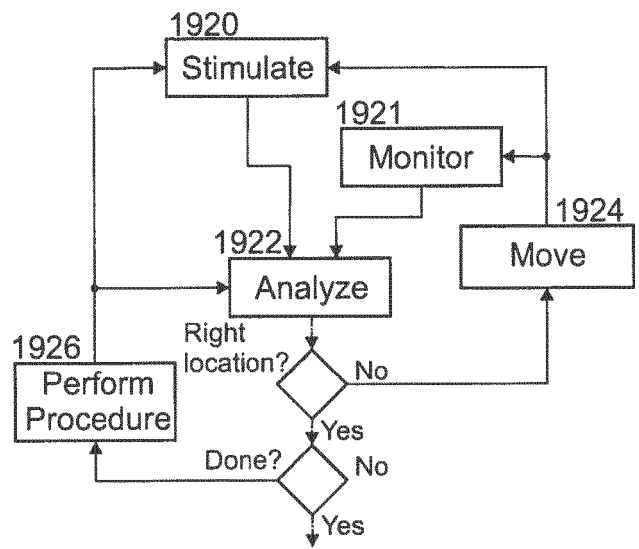 1920
Stimulate
1921
Monitor
1924
Move
1922
Analyze
Right
location?
No
1926
Perform
Procedure
Yes
Done?
No
Yes